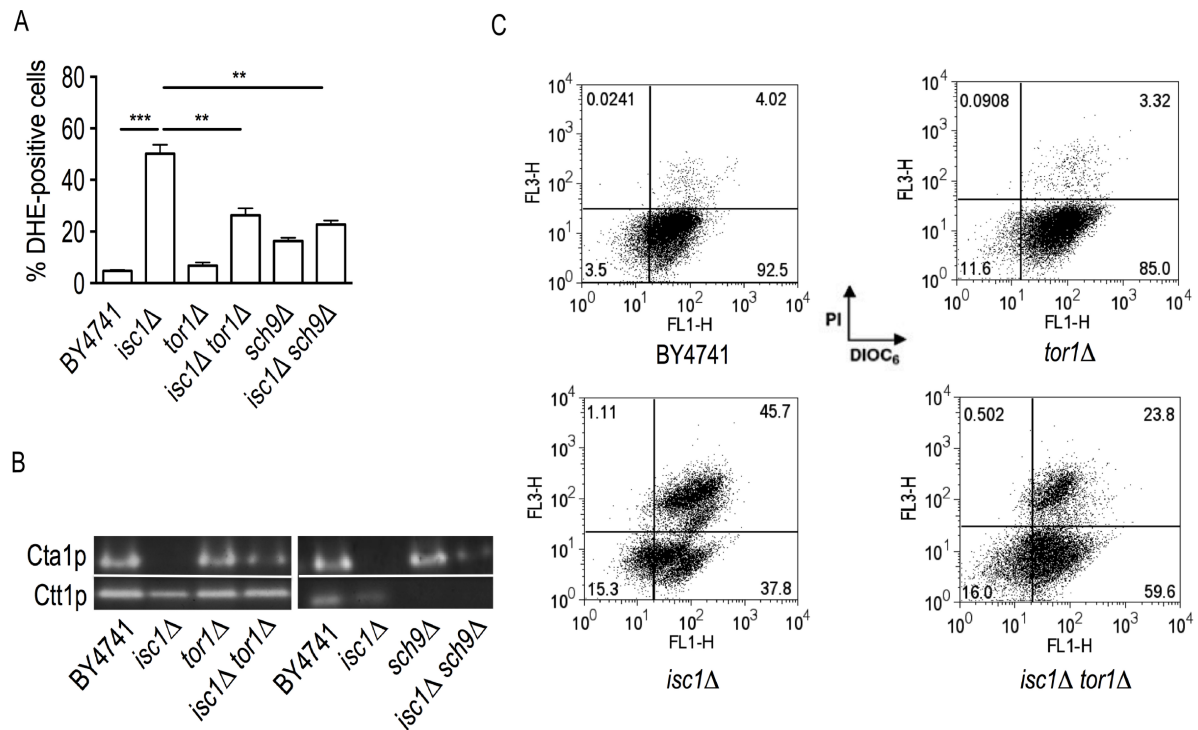 A
% DHE-positive cells
80
60
40
20
0
***
**
**
BY4741
isc1Δ
tor1Δ
isc1Δ tor1Δ
sch9Δ
isc1Δ sch9Δ
B
Cta1p
Ctt1p
BY4741
isc1Δ
tor1Δ
isc1Δ tor1Δ
BY4741
isc1Δ
sch9Δ
isc1Δ sch9Δ
C
FL3-H
10⁴
10³
10²
10¹
10⁰
0.0241
4.02
3.5
92.5
10⁰ 10¹ 10² 10³ 10⁴
FL1-H
BY4741
PI
DIOC₆
FL3-H
10⁴
10³
10²
10¹
10⁰
0.0908
3.32
11.6
85.0
10⁰ 10¹ 10² 10³ 10⁴
FL1-H
tor1Δ
FL3-H
10⁴
10³
10²
10¹
10⁰
1.11
45.7
15.3
37.8
10⁰ 10¹ 10² 10³ 10⁴
FL1-H
isc1Δ
FL3-H
10⁴
10³
10²
10¹
10⁰
0.502
23.8
16.0
59.6
10⁰ 10¹ 10² 10³ 10⁴
FL1-H
isc1Δ tor1Δ